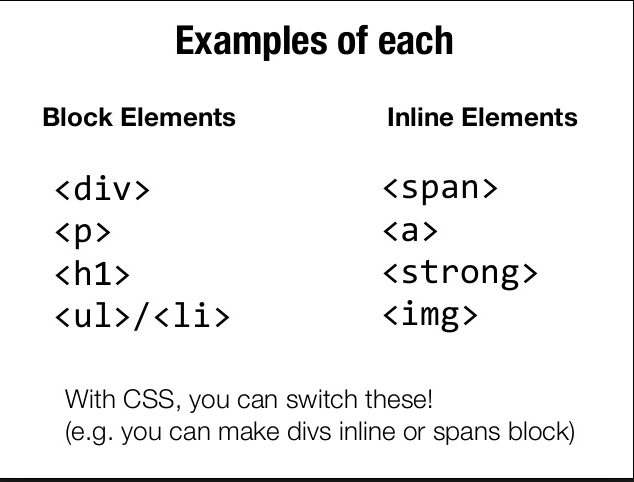 Examples of each
Block Elements
<div>
<p>
<h1>
<ul>/<li>
Inline Elements
<span>
<a>
<strong>
<img>
With CSS, you can switch these!
(e.g. you can make divs inline or spans block)